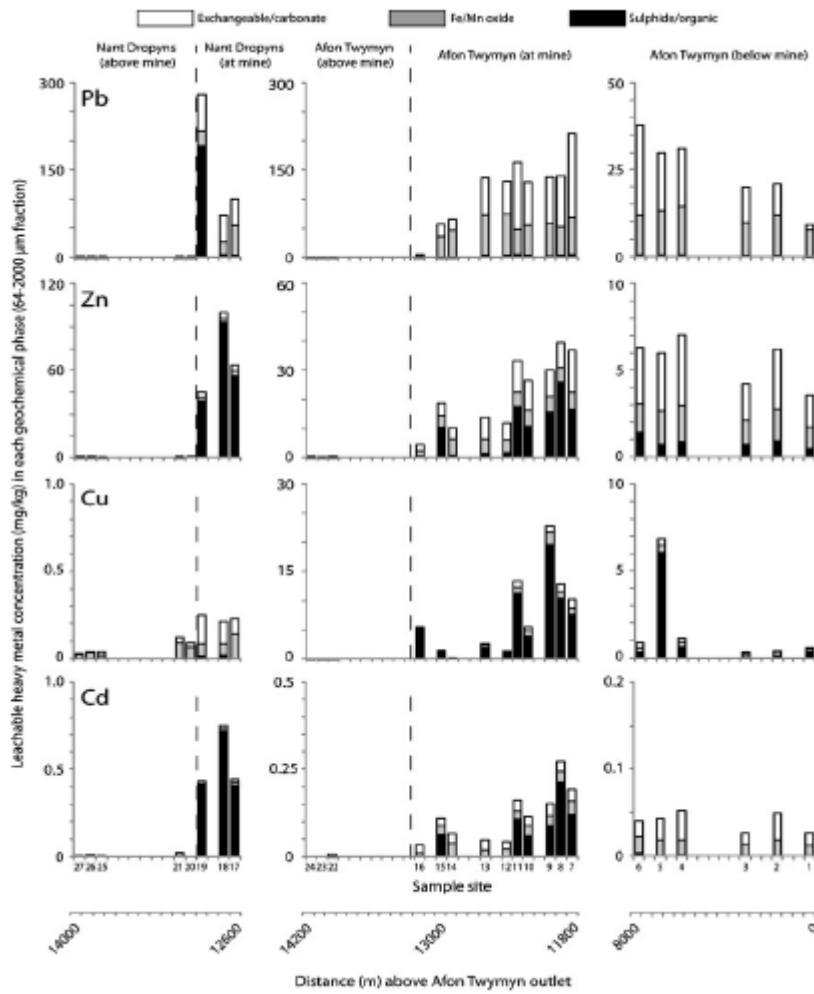 Exchangeable/carbonate Fe/Mn oxide Sulphide/organic
Nant Dropyns (above mine)
Nant Dropyns (at mine)
Afon Twymyn (above mine)
Afon Twymyn (at mine)
Afon Twymyn (below mine)
Leachable heavy metal concentration (mg/kg) in each geochemical phase (64-2000 µm fraction)
Pb
300 150 0
300 150 0
50 25 0
Zn
120 60 0
60 30 0
10 5 0
Cu
1.0 0.5 0
30 15 0
10 5 0
Cd
1.0 0.5 0
0.5 0.25 0
0.2 0.1 0
27 26 25 21 20 19 18 17
24 23 22 16 15 14 13 12 11 10 9 8 7
6 5 4 3 2 1
Sample site
14000 12600
14200 13000 11800
8000 0
Distance (m) above Afon Twymyn outlet